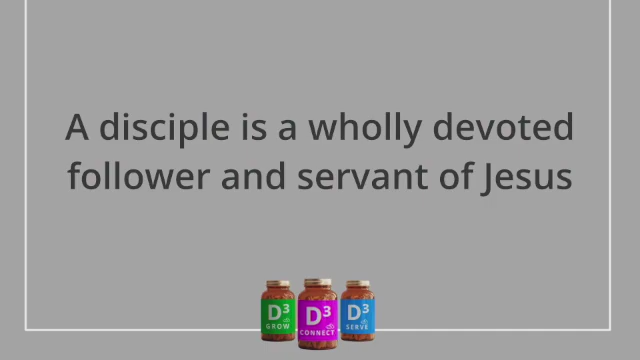 A disciple is a wholly devoted
follower and servant of Jesus
D³
GROW
D³
CONNECT
D³
SERVE